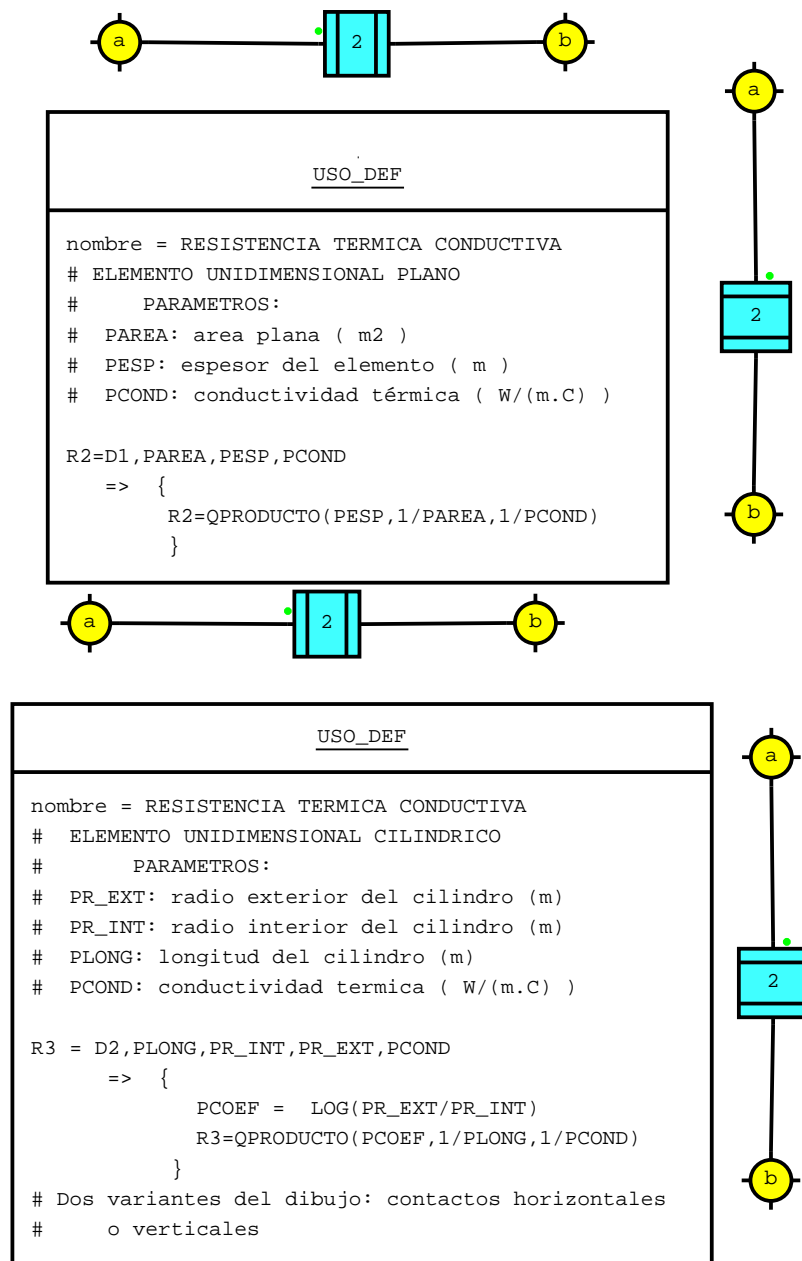 a 2 b
a
USO_DEF
nombre = RESISTENCIA TERMICA CONDUCTIVA
# ELEMENTO UNIDIMENSIONAL PLANO
# PARAMETROS:
# PAREA: area plana ( m2 )
# PESP: espesor del elemento ( m )
# PCOND: conductividad térmica ( W/(m.C) )
2
R2=D1,PAREA,PESP,PCOND
=> {
R2=QPRODUCTO(PESP,1/PAREA,1/PCOND)
}
b
a 2 b
USO_DEF
a
nombre = RESISTENCIA TERMICA CONDUCTIVA
# ELEMENTO UNIDIMENSIONAL CILINDRICO
# PARAMETROS:
# PR_EXT: radio exterior del cilindro (m)
# PR_INT: radio interior del cilindro (m)
# PLONG: longitud del cilindro (m)
# PCOND: conductividad termica ( W/(m.C) )
2
R3 = D2,PLONG,PR_INT,PR_EXT,PCOND
=> {
PCOEF = LOG(PR_EXT/PR_INT)
R3=QPRODUCTO(PCOEF,1/PLONG,1/PCOND)
}
b
# Dos variantes del dibujo: contactos horizontales
# o verticales